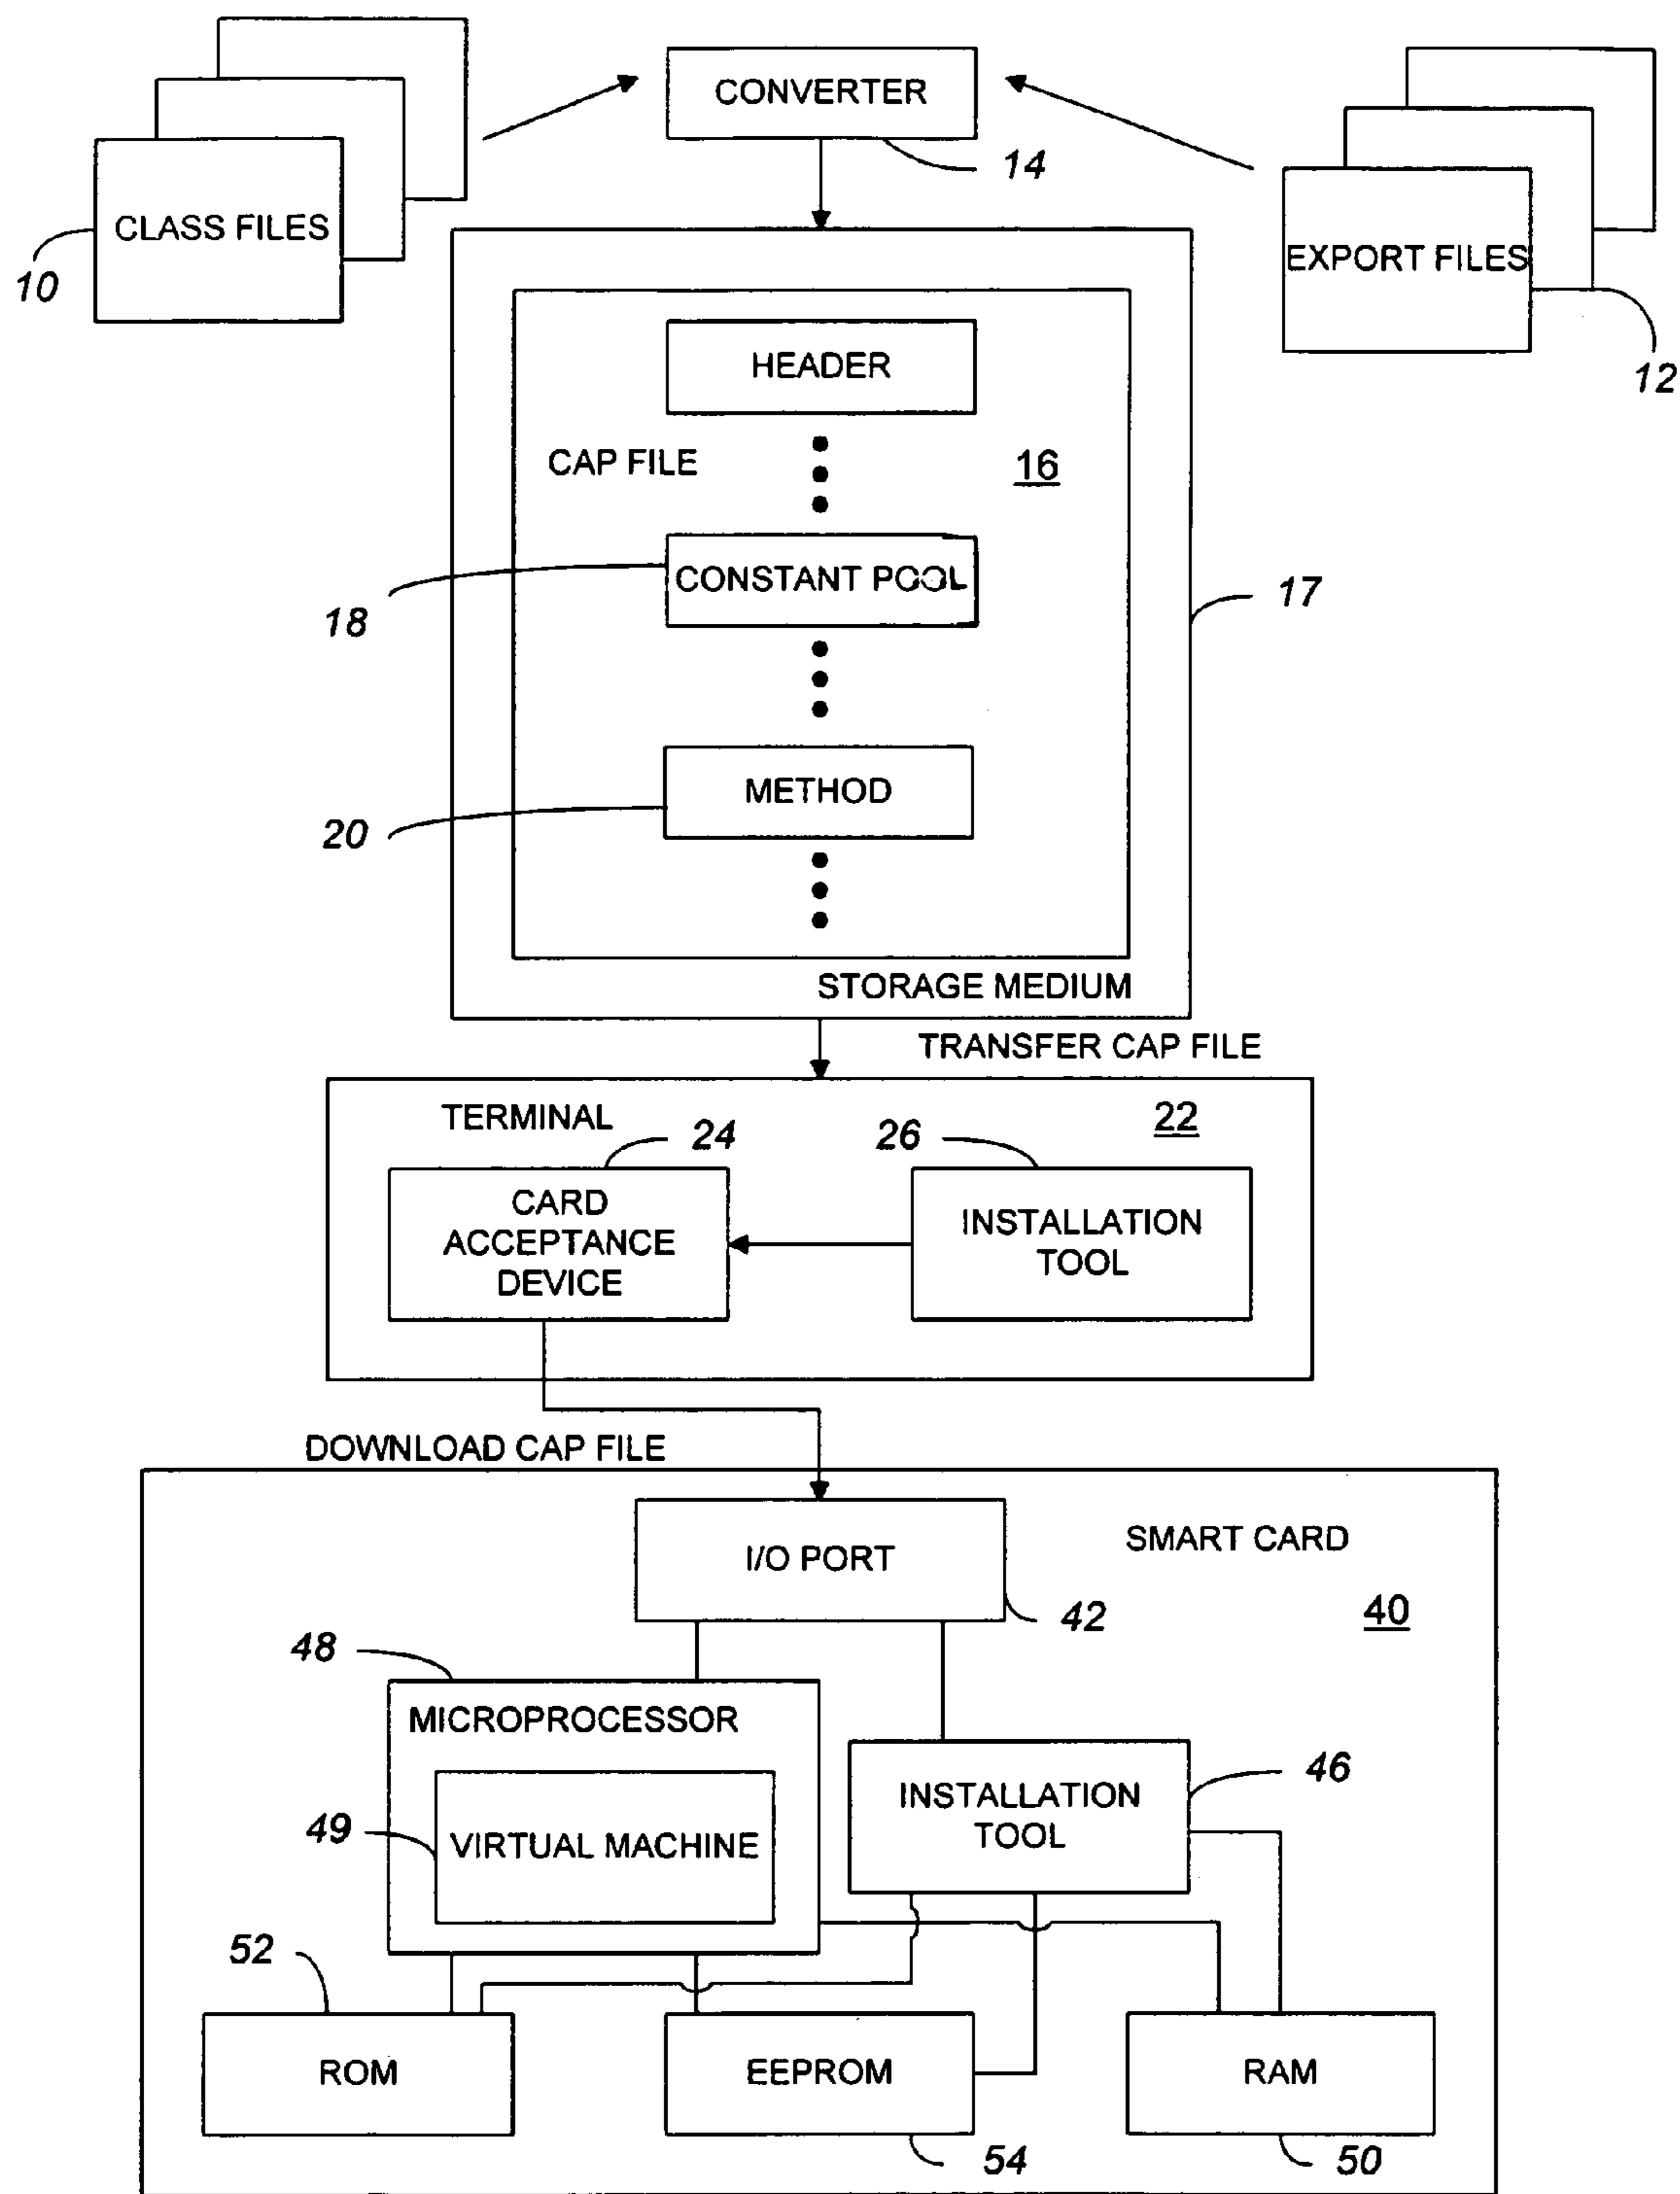 CONVERTER
14
CLASS FILES
10
EXPORT FILES
12
HEADER
CAP FILE
16
CONSTANT POOL
18
17
METHOD
20
STORAGE MEDIUM
TRANSFER CAP FILE
TERMINAL
22
24
26
CARD
ACCEPTANCE
DEVICE
INSTALLATION
TOOL
DOWNLOAD CAP FILE
I/O PORT
SMART CARD
42
40
48
MICROPROCESSOR
INSTALLATION
TOOL
46
49
VIRTUAL MACHINE
52
ROM
EEPROM
RAM
54
50